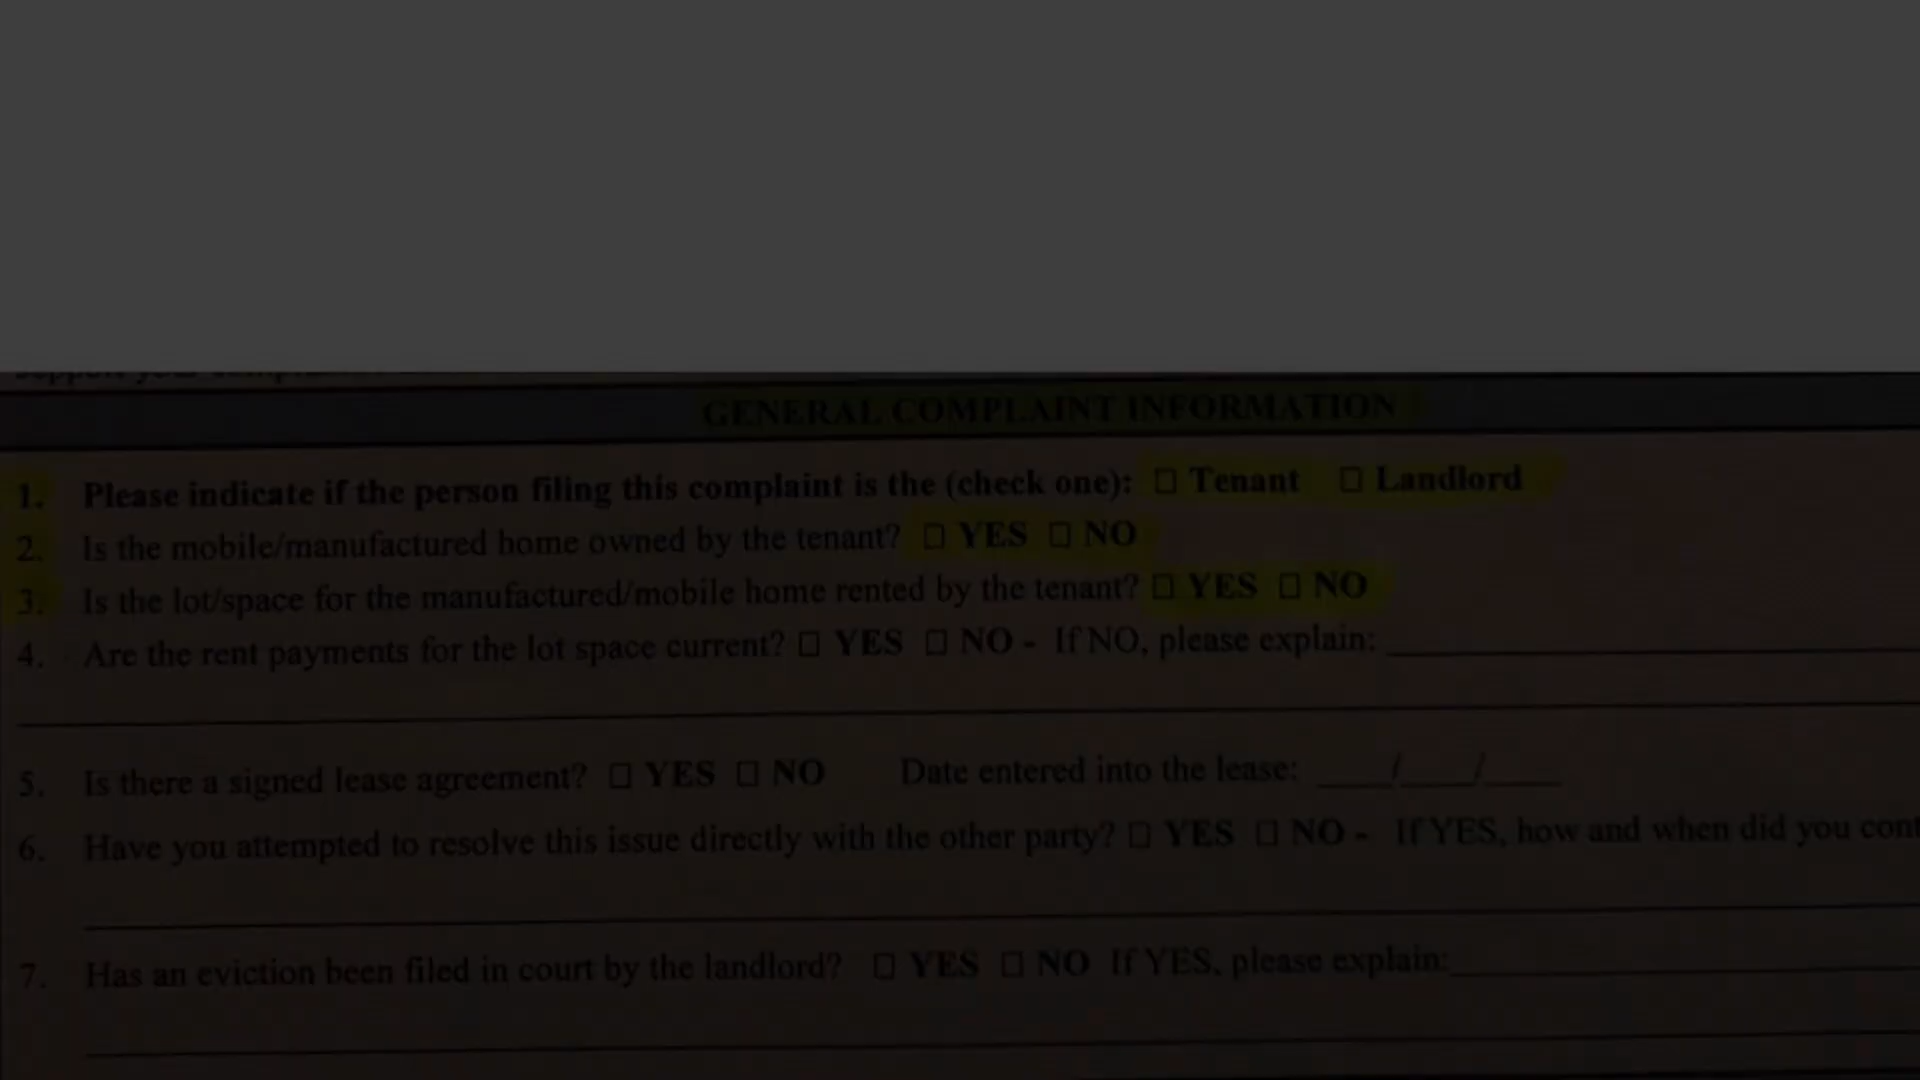 GENERAL COMPLAINT INFORMATION
1. Please indicate if the person filing this complaint is the (check one): □ Tenant □ Landlord
2. Is the mobile/manufactured home owned by the tenant? □ YES □ NO
3. Is the lot/space for the manufactured/mobile home rented by the tenant? □ YES □ NO
4. Are the rent payments for the lot space current? □ YES □ NO - If NO, please explain:
5. Is there a signed lease agreement? □ YES □ NO Date entered into the lease: ____/____/____
6. Have you attempted to resolve this issue directly with the other party? □ YES □ NO - If YES, how and when did you cont
7. Has an eviction been filed in court by the landlord? □ YES □ NO If YES, please explain: